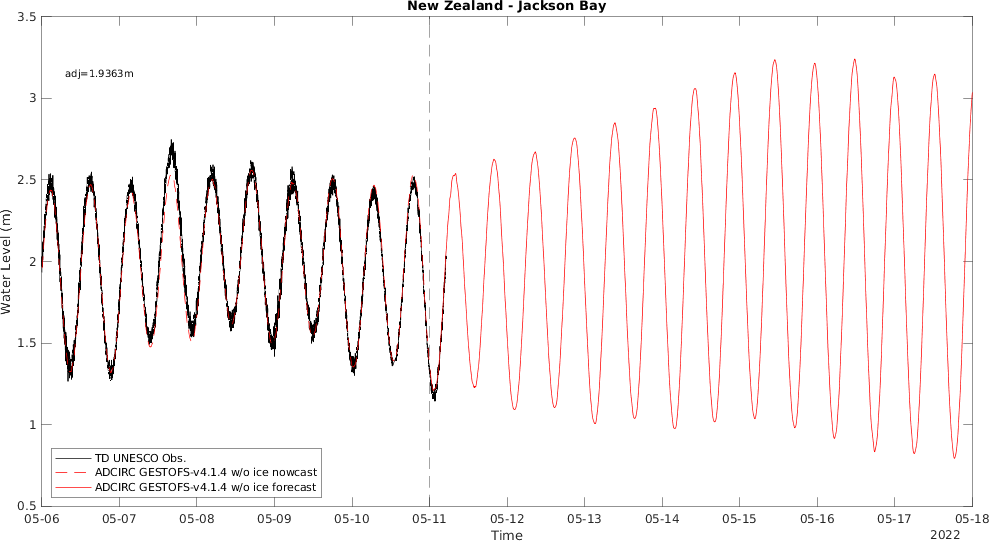 New Zealand - Jackson Bay
adj=1.9363m
Water Level (m)
3.5
3
2.5
2
1.5
1
0.5
TD UNESCO Obs.
ADCIRC GESTOFS-v4.1.4 w/o ice nowcast
ADCIRC GESTOFS-v4.1.4 w/o ice forecast
05-06 05-07 05-08 05-09 05-10 05-11 05-12 05-13 05-14 05-15 05-16 05-17 05-18
Time
2022